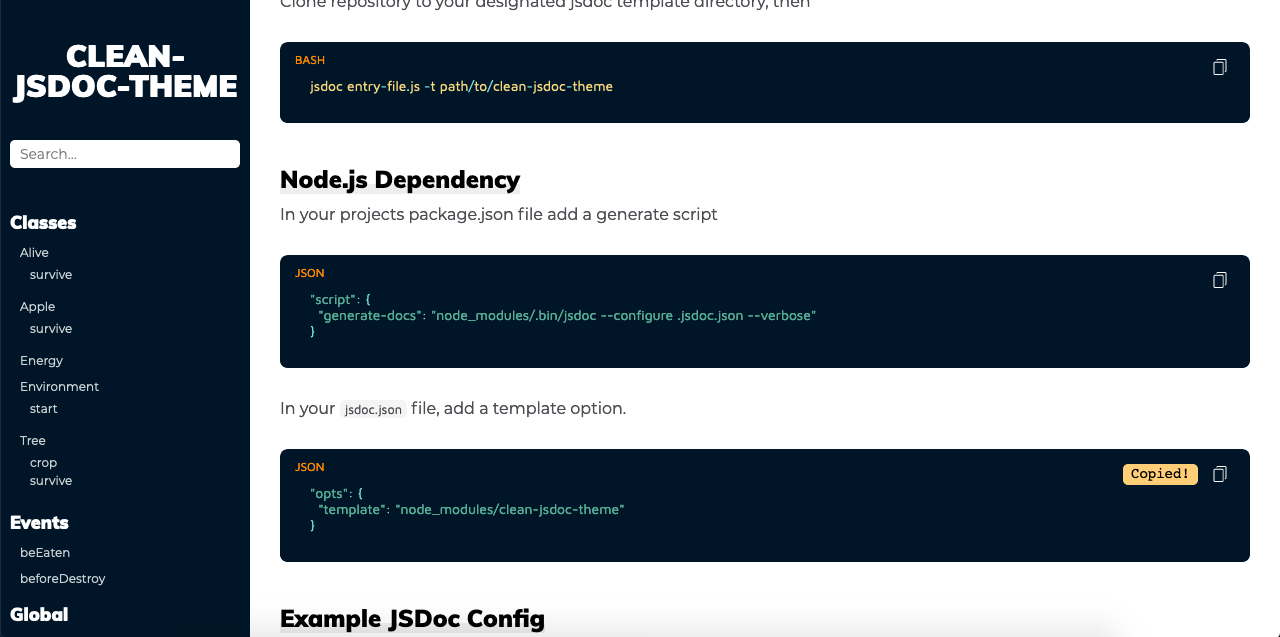 CLEAN-
JSDOC-THEME
Search...
Classes
Alive
survive
Apple
survive
Energy
Environment
start
Tree
crop
survive
Events
beEaten
beforeDestroy
Global
Clone repository to your designated jsdoc template directory, then
BASH
jsdoc entry-file.js -t path/to/clean-jsdoc-theme
Node.js Dependency
In your projects package.json file add a generate script
JSON
"script": {
"generate-docs": "node_modules/.bin/jsdoc --configure .jsdoc.json --verbose"
}
In your jsdoc.json file, add a template option.
JSON
Copied!
"opts": {
"template": "node_modules/clean-jsdoc-theme"
}
Example JSDoc Config